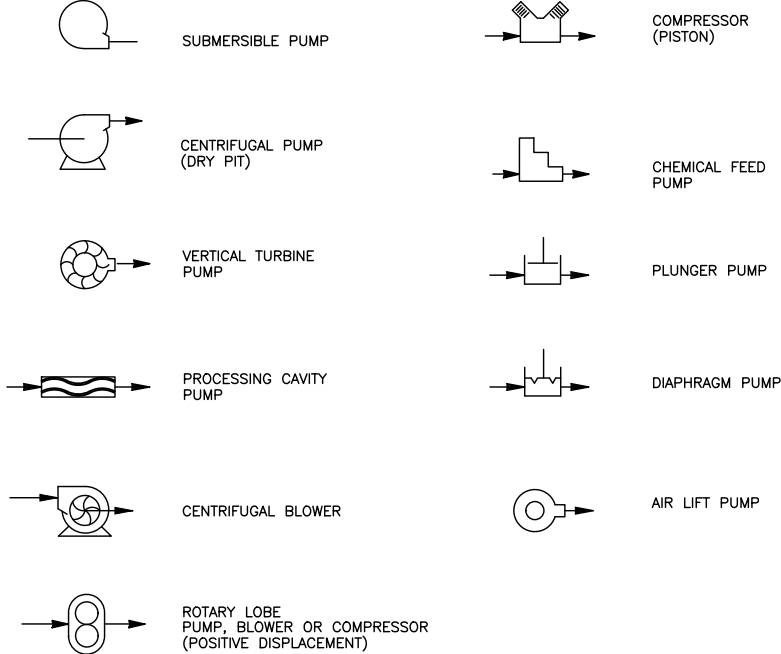 SUBMERSIBLE PUMP
CENTRIFUGAL PUMP
(DRY PIT)
VERTICAL TURBINE
PUMP
PROCESSING CAVITY
PUMP
CENTRIFUGAL BLOWER
ROTARY LOBE
PUMP, BLOWER OR COMPRESSOR
(POSITIVE DISPLACEMENT)
COMPRESSOR
(PISTON)
CHEMICAL FEED
PUMP
PLUNGER PUMP
DIAPHRAGM PUMP
AIR LIFT PUMP